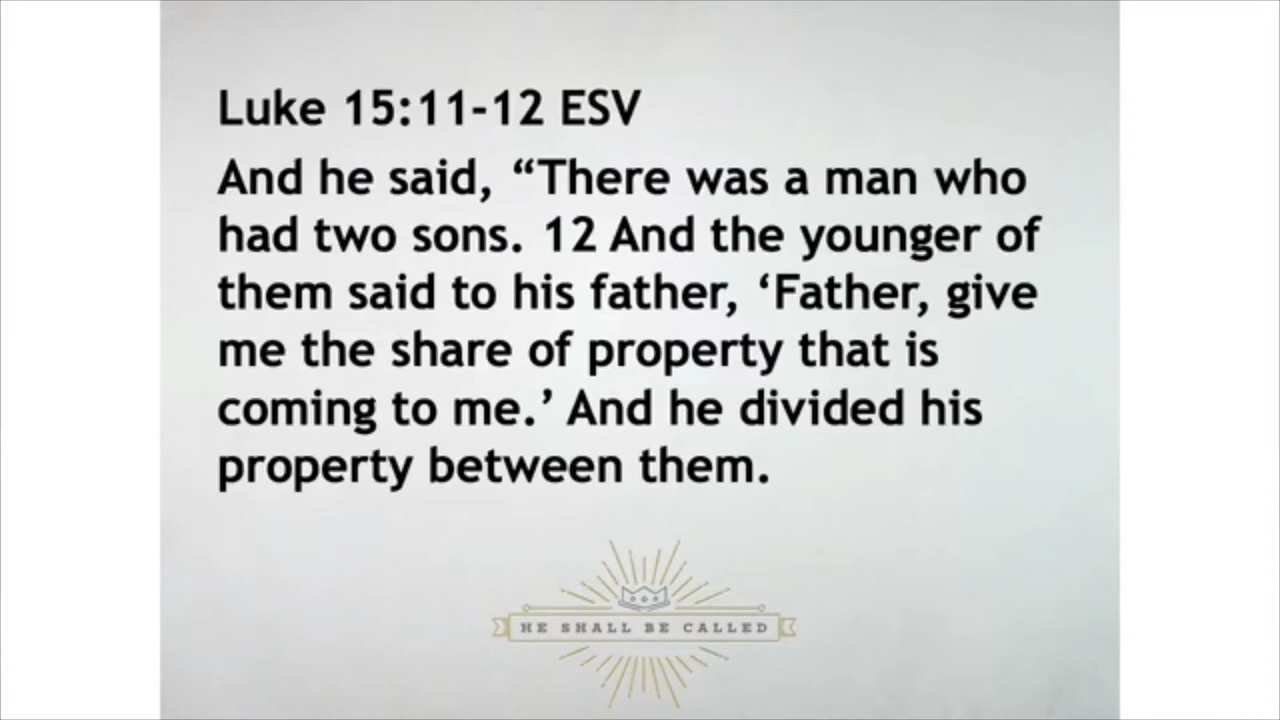 Luke 15:11-12 ESV
And he said, “There was a man who
had two sons. 12 And the younger of
them said to his father, ‘Father, give
me the share of property that is
coming to me.’ And he divided his
property between them.
HE SHALL BE CALLED